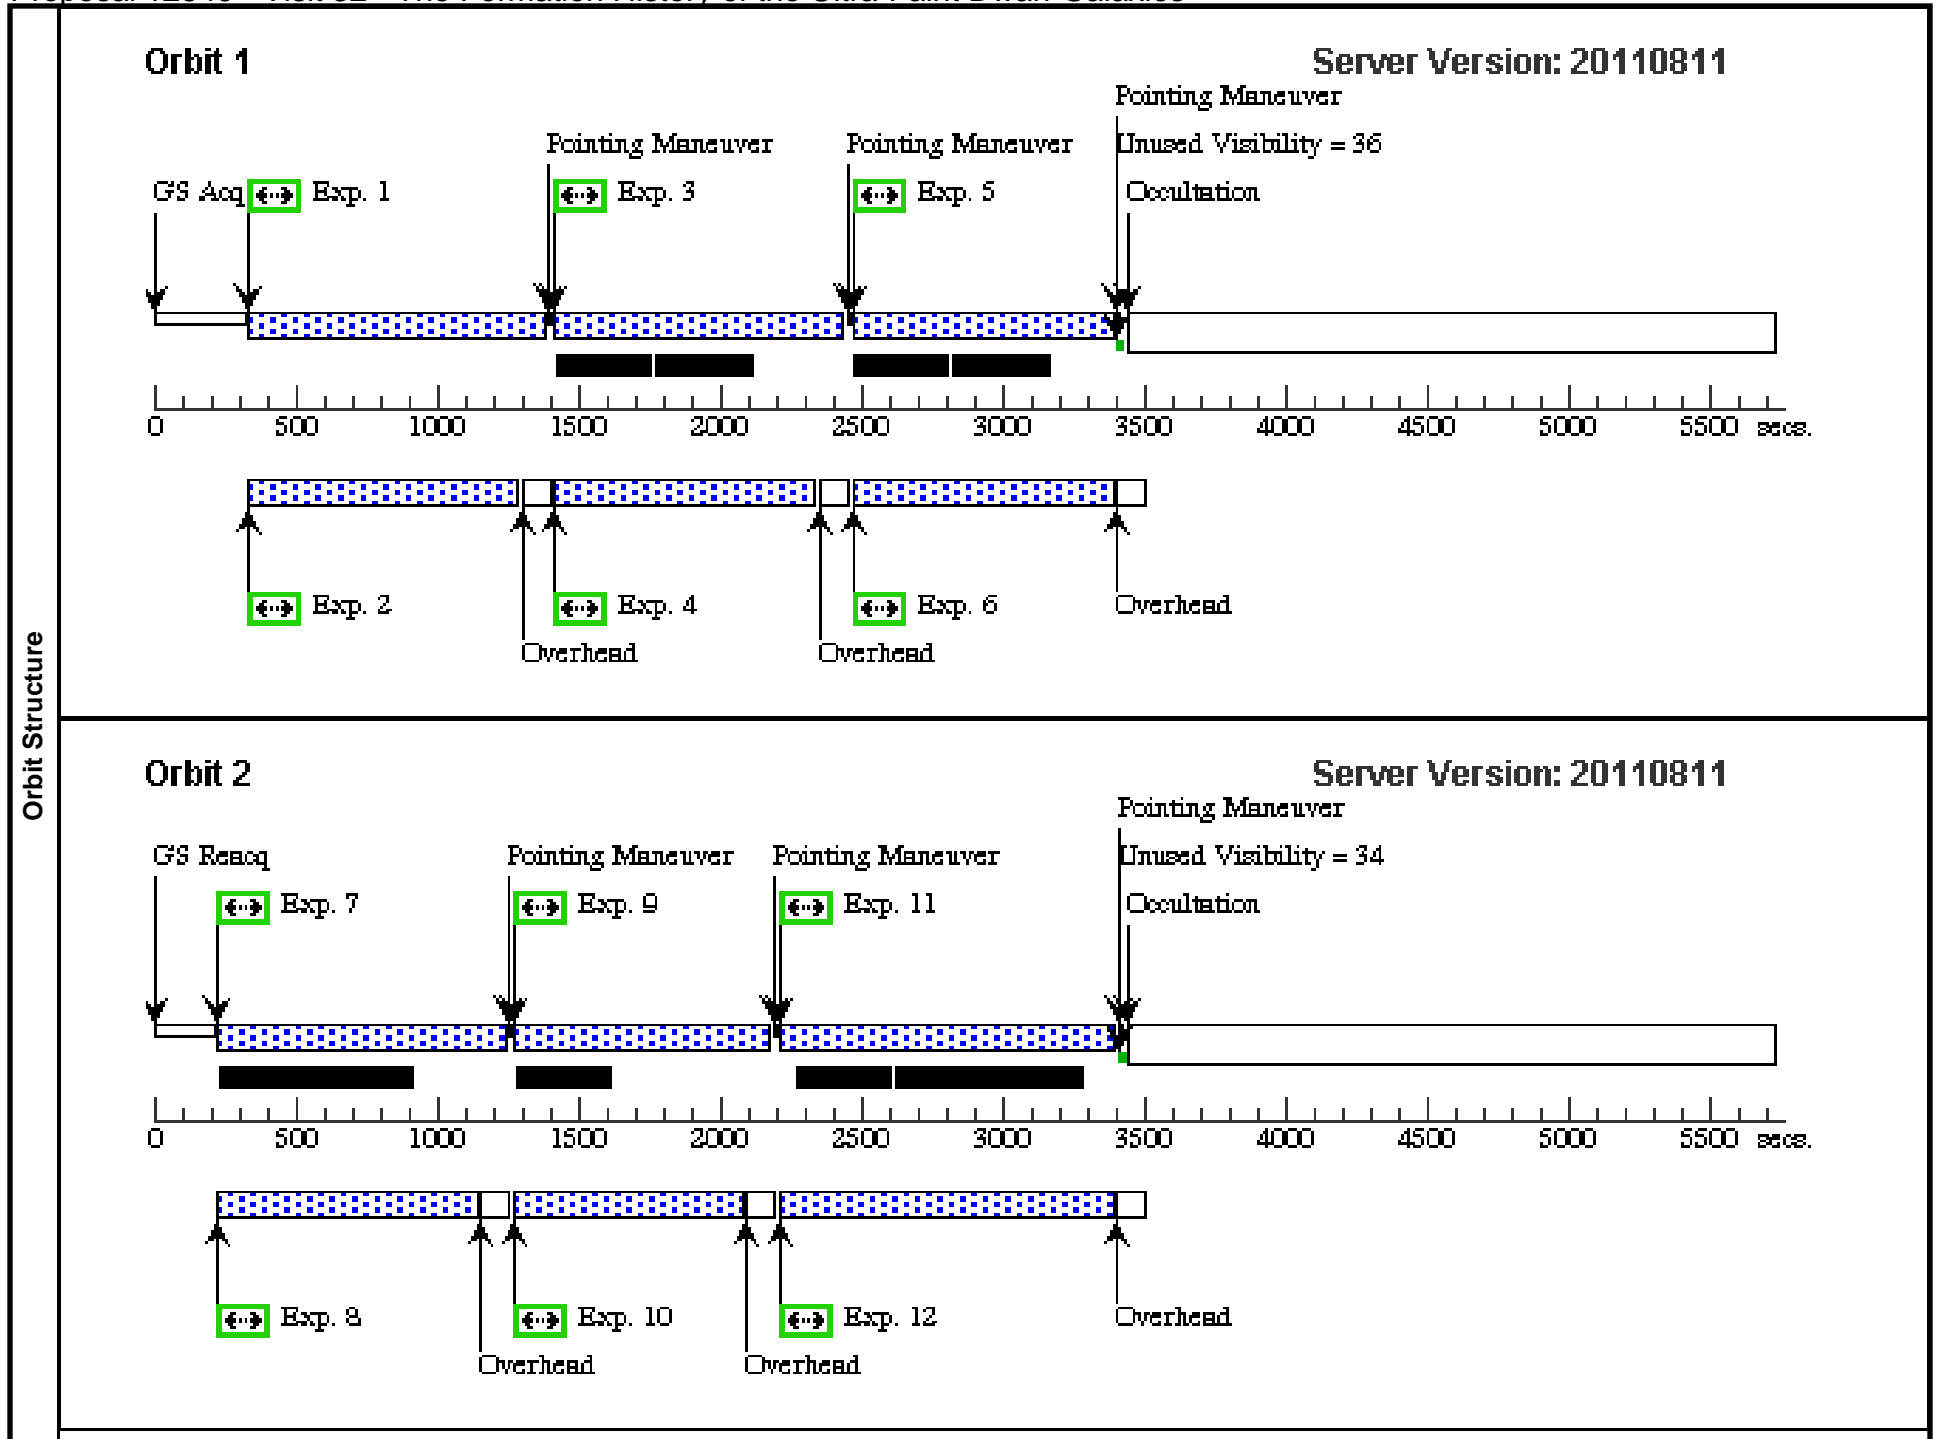 Orbit Structure
Orbit 1
Server Version: 20110811
Pointing Maneuver
Pointing Maneuver Pointing Maneuver Unused Visibility = 36
GS Acq Exp. 1 Exp. 3 Exp. 5 Occultation
0 500 1000 1500 2000 2500 3000 3500 4000 4500 5000 5500 secs.
Exp. 2 Exp. 4 Exp. 6 Overhead
Overhead Overhead
Orbit 2
Server Version: 20110811
Pointing Maneuver
GS Reacq Pointing Maneuver Pointing Maneuver Unused Visibility = 34
Exp. 7 Exp. 9 Exp. 11 Occultation
0 500 1000 1500 2000 2500 3000 3500 4000 4500 5000 5500 secs.
Exp. 8 Exp. 10 Exp. 12 Overhead
Overhead Overhead